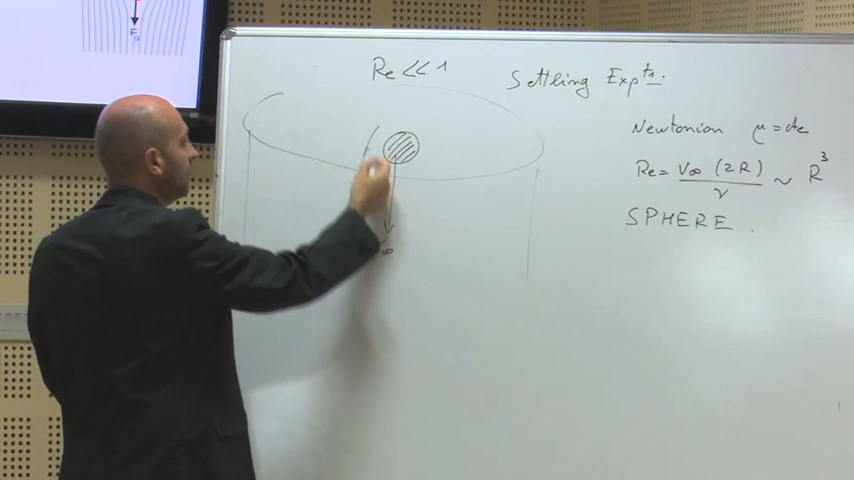 Re << 1
Settling Expts.
Newtonian μ = cte
Re = V∞ (2R) / ν ~ R³
SPHERE.
∞